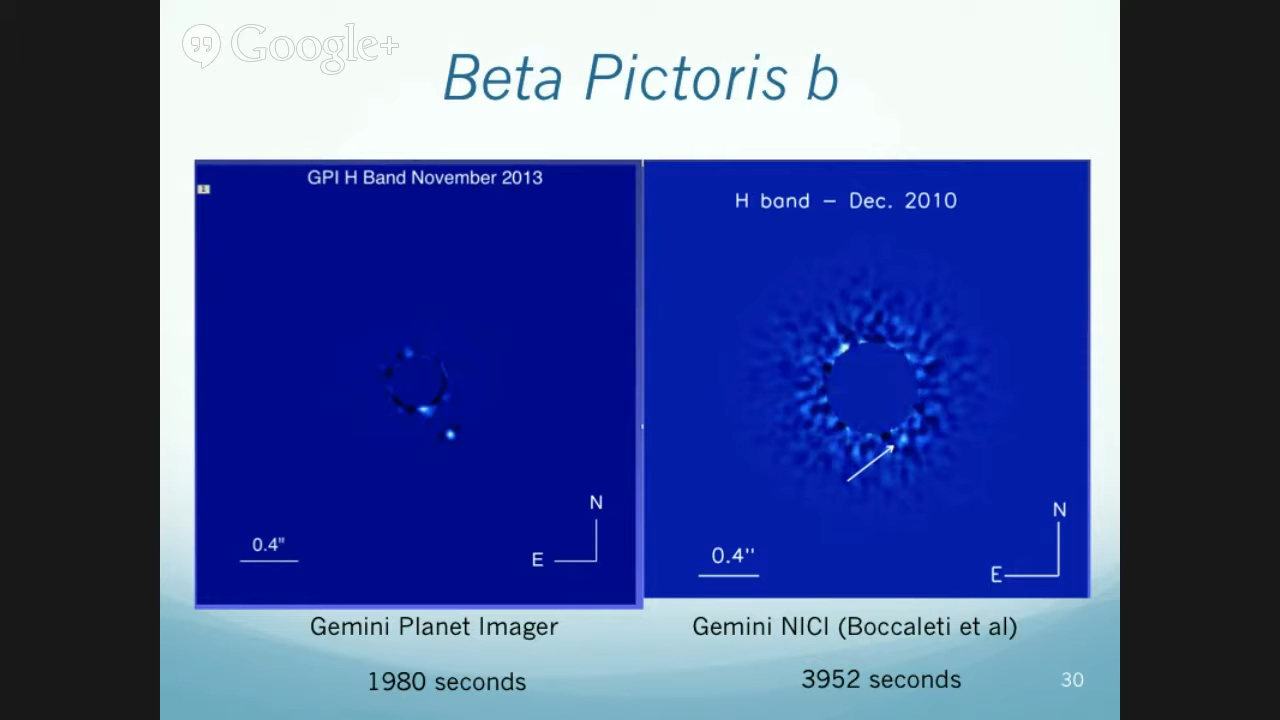 Google+
Beta Pictoris b
GPI H Band November 2013
1
H band – Dec. 2010
N
E
0.4"
N
E
0.4''
Gemini Planet Imager
Gemini NICI (Boccaleti et al)
1980 seconds
3952 seconds
30